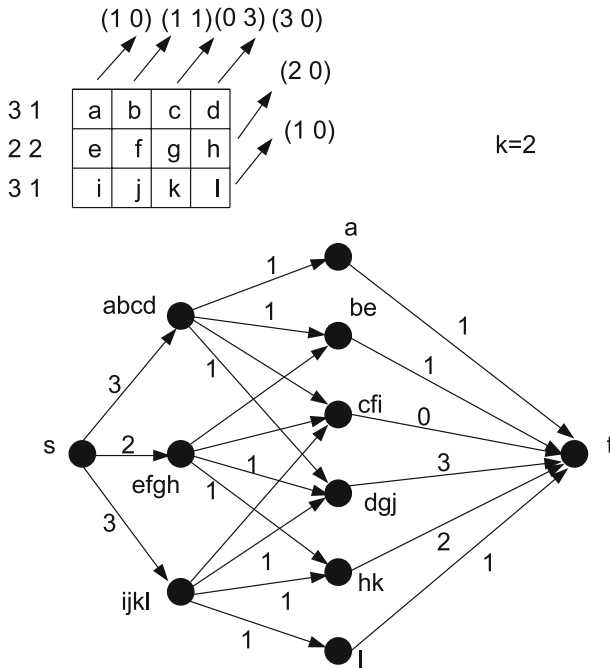 (1 0) (1 1) (0 3) (3 0)
(2 0)
3 1 a b c d
(1 0)
2 2 e f g h
k=2
3 1 i j k l
a
1
abcd
1
be
1
1
3
1
cfi
0
s
2
t
efgh
1
3
1
dgj
3
1
2
1
hk
1
ijkl
1
l